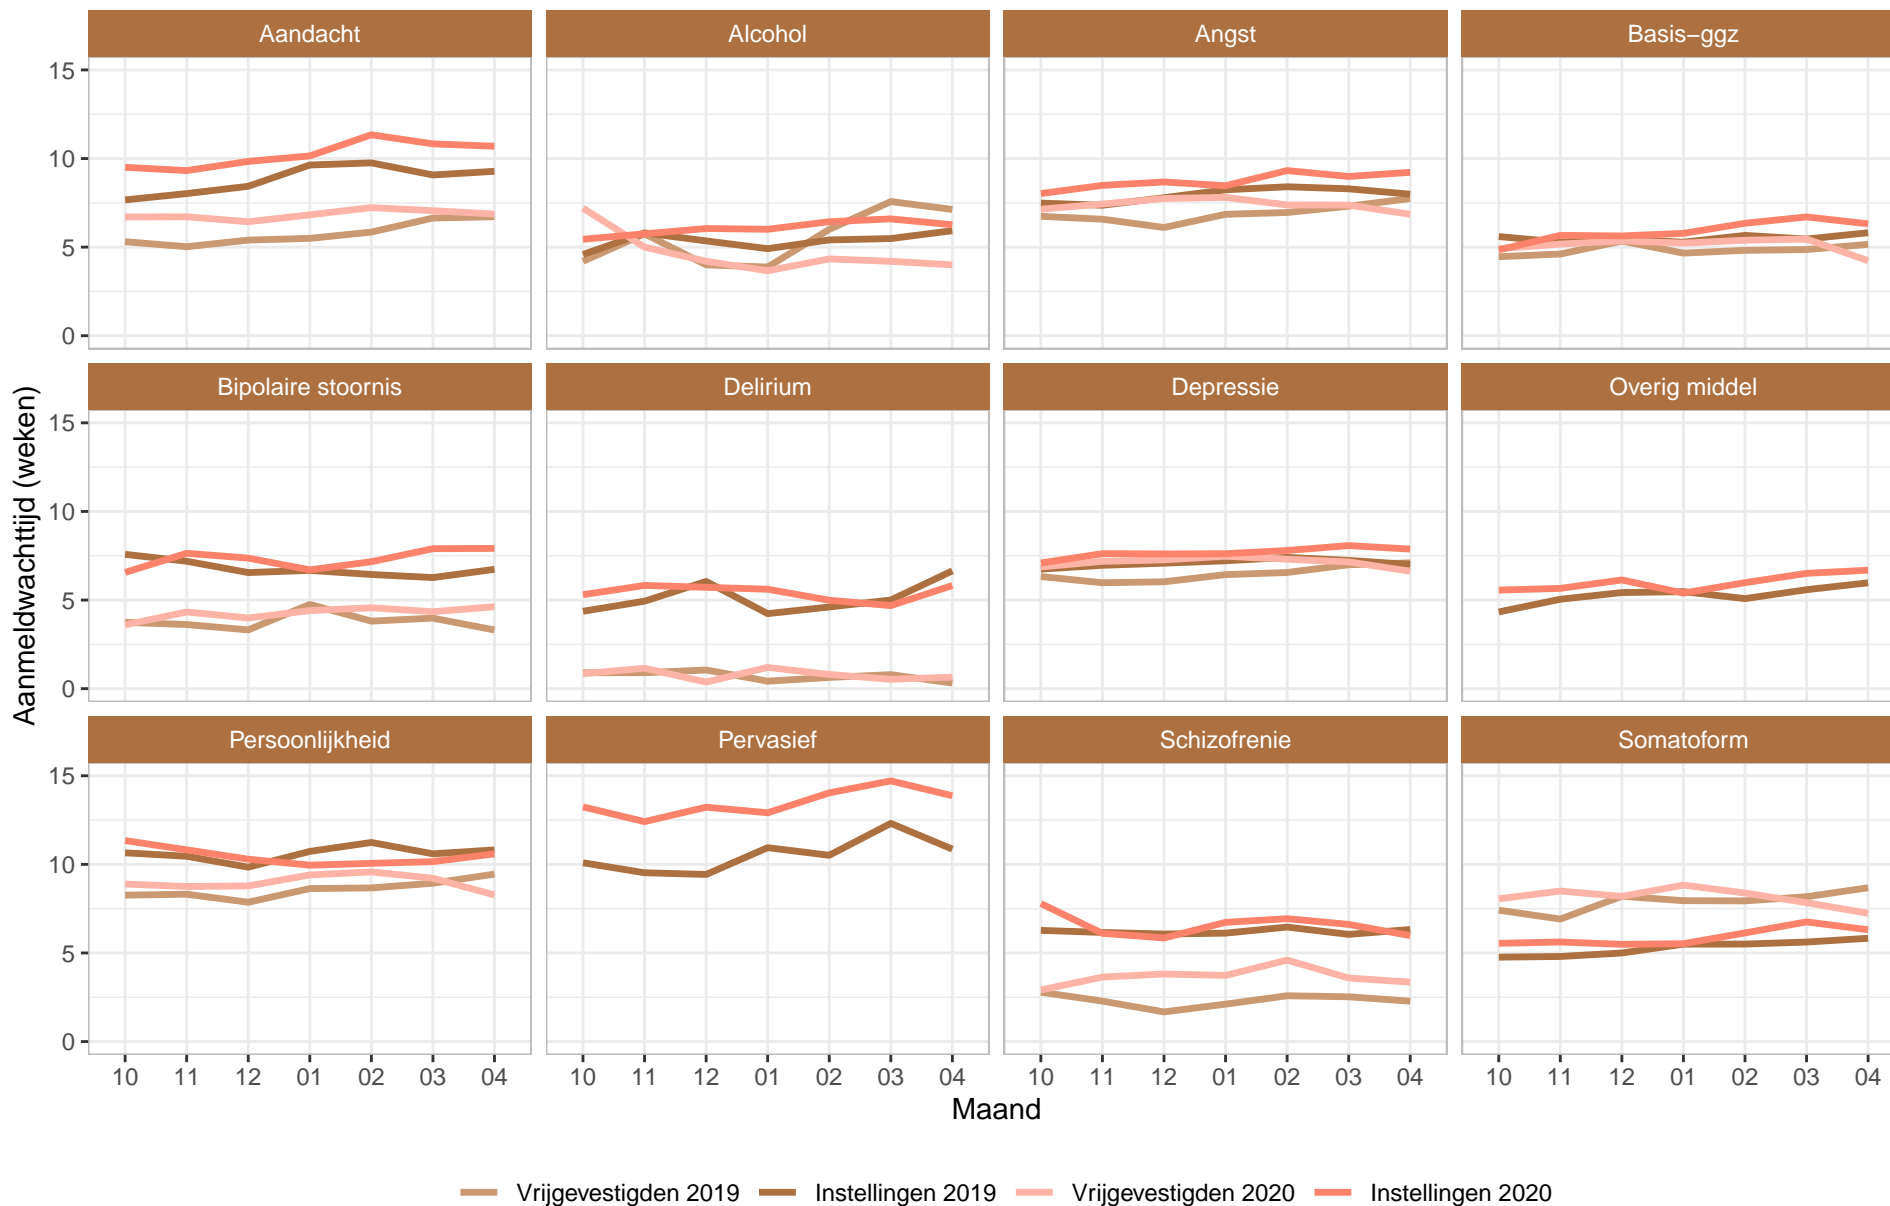 Aandacht Alcohol Angst Basis−ggz
15
10
5
0
Bipolaire stoornis Delirium Depressie Overig middel
15
10
5
0
Aanmeldwachttijd (weken)
Persoonlijkheid Pervasief Schizofrenie Somatoform
15
10
5
0
10 11 12 01 02 03 04 10 11 12 01 02 03 04 10 11 12 01 02 03 04 10 11 12 01 02 03 04
Maand
Vrijgevestigden 2019 Instellingen 2019 Vrijgevestigden 2020 Instellingen 2020